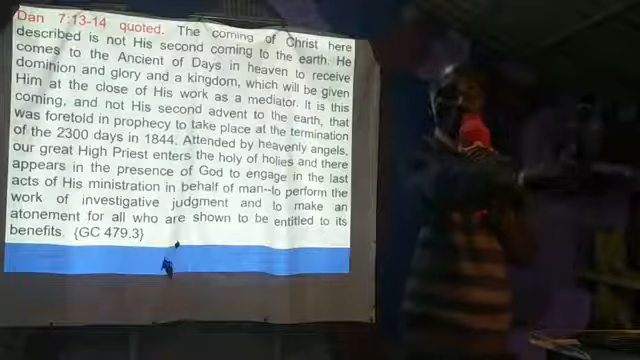 Dan 7:13-14 quoted. The coming of Christ here
described is not His second coming to the earth. He
comes to the Ancient of Days in heaven to receive
dominion and glory and a kingdom, which will be given
Him at the close of His work as a mediator. It is this
coming, and not His second advent to the earth, that
was foretold in prophecy to take place at the termination
of the 2300 days in 1844. Attended by heavenly angels,
our great High Priest enters the holy of holies and there
appears in the presence of God to engage in the last
acts of His ministration in behalf of man--to perform the
work of investigative judgment and to make an
atonement for all who are shown to be entitled to its
benefits. {GC 479.3}